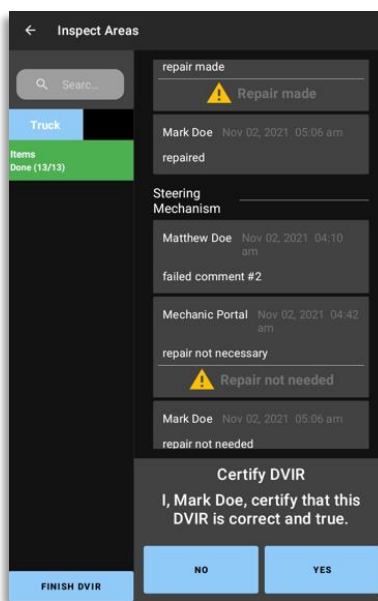 Inspect Areas
Searc...
Truck
Items
Done (13/13)
FINISH DVIR
repair made
Repair made
Mark Doe Nov 02, 2021 05:06 am
repaired
Steering
Mechanism
Matthew Doe Nov 02, 2021 04:10
am
failed comment #2
Mechanic Portal Nov 02, 2021 04:42
am
repair not necessary
Repair not needed
Mark Doe Nov 02, 2021 05:06 am
repair not needed
Certify DVIR
I, Mark Doe, certify that this
DVIR is correct and true.
NO
YES